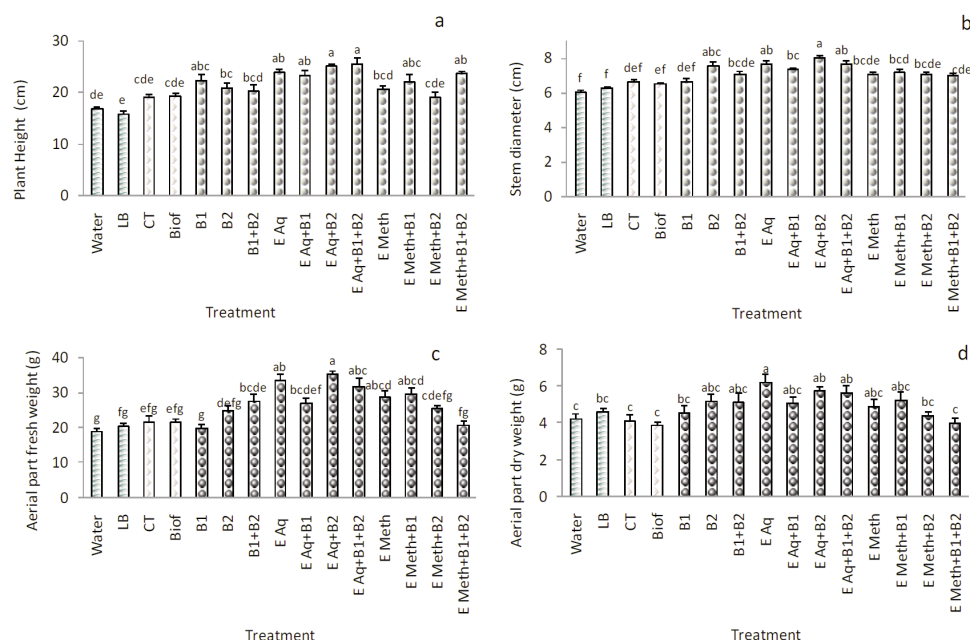 a
Plant Height (cm)
30
20
10
0
de
e
cde
cde
abc
bc
bcd
ab
ab
a
a
bcd
abc
cde
ab
Water
LB
CT
Biof
B1
B2
B1+B2
E Aq
E Aq+B1
E Aq+B2
E Aq+B1+B2
E Meth
E Meth+B1
E Meth+B2
E Meth+B1+B2
Treatment
b
Stem diameter (cm)
8
6
4
2
0
f
f
def
ef
def
abc
bcde
ab
bc
a
ab
bcde
bcd
bcde
cde
Water
LB
CT
Biof
B1
B2
B1+B2
E Aq
E Aq+B1
E Aq+B2
E Aq+B1+B2
E Meth
E Meth+B1
E Meth+B2
E Meth+B1+B2
Treatment
c
Aerial part fresh weight (g)
40
30
20
10
0
g
fg
efg
efg
g
defg
bcde
ab
bcdef
a
abc
abcd
abcd
cdefg
fg
Water
LB
CT
Biof
B1
B2
B1+B2
E Aq
E Aq+B1
E Aq+B2
E Aq+B1+B2
E Meth
E Meth+B1
E Meth+B2
E Meth+B1+B2
Treatment
d
Aerial part dry weight (g)
8
6
4
2
0
c
bc
c
c
abc
abc
abc
a
abc
ab
ab
abc
abc
bc
c
Water
LB
CT
Biof
B1
B2
B1+B2
E Aq
E Aq+B1
E Aq+B2
E Aq+B1+B2
E Meth
E Meth+B1
E Meth+B2
E Meth+B1+B2
Treatment